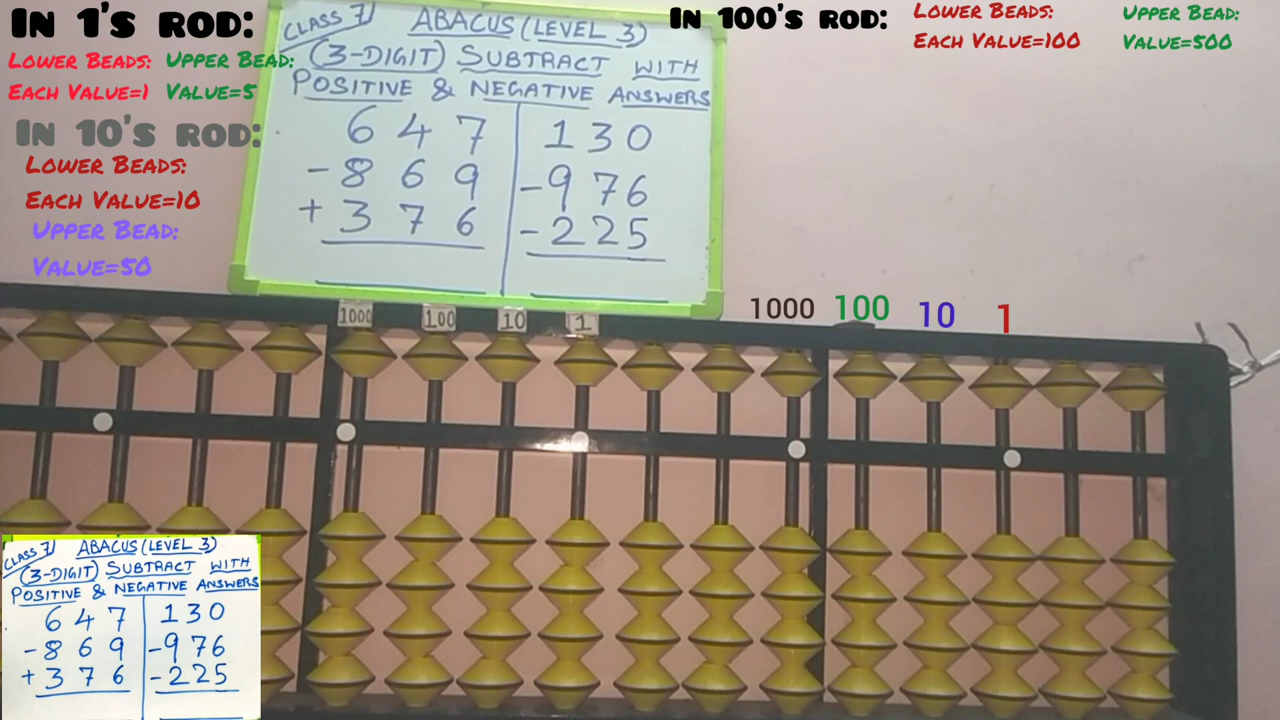 In 1's rod:
Lower Beads: Upper Bead:
Each Value=1 Value=5
In 10's rod:
Lower Beads:
Each Value=10
Upper Bead:
Value=50
Class 7/ Abacus (Level 3)
(3-Digit) Subtract with
Positive & Negative Answers
647 130
-869 -976
+376 -225
In 100's rod:
Lower Beads: Upper Bead:
Each Value=100 Value=500
1000 100 10 1
1000 100 10 1
Class 7/ Abacus (Level 3)
(3-Digit) Subtract with
Positive & Negative Answers
647 130
-869 -976
+376 -225